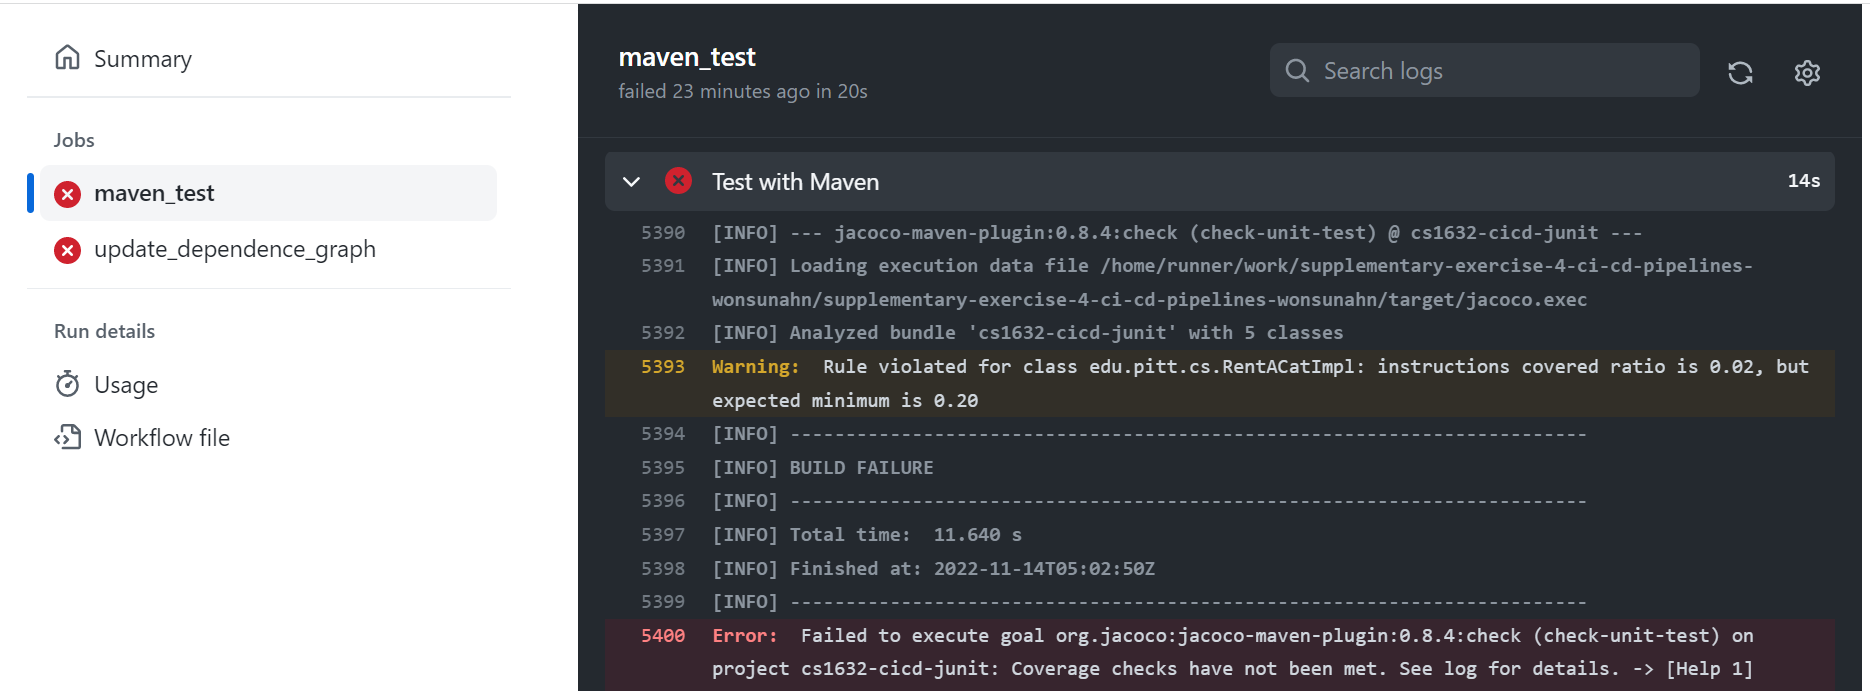 Summary
Jobs
maven_test
update_dependence_graph
Run details
Usage
Workflow file
maven_test
failed 23 minutes ago in 20s
Search logs
Test with Maven 14s
5390 [INFO] --- jacoco-maven-plugin:0.8.4:check (check-unit-test) @ cs1632-cicd-junit ---
5391 [INFO] Loading execution data file /home/runner/work/supplementary-exercise-4-ci-cd-pipelines-
wonsunahn/supplementary-exercise-4-ci-cd-pipelines-wonsunahn/target/jacoco.exec
5392 [INFO] Analyzed bundle 'cs1632-cicd-junit' with 5 classes
5393 Warning:  Rule violated for class edu.pitt.cs.RentACatImpl: instructions covered ratio is 0.02, but
expected minimum is 0.20
5394 [INFO] ------------------------------------------------------------------------
5395 [INFO] BUILD FAILURE
5396 [INFO] ------------------------------------------------------------------------
5397 [INFO] Total time:  11.640 s
5398 [INFO] Finished at: 2022-11-14T05:02:50Z
5399 [INFO] ------------------------------------------------------------------------
5400 Error:  Failed to execute goal org.jacoco:jacoco-maven-plugin:0.8.4:check (check-unit-test) on
project cs1632-cicd-junit: Coverage checks have not been met. See log for details. -> [Help 1]